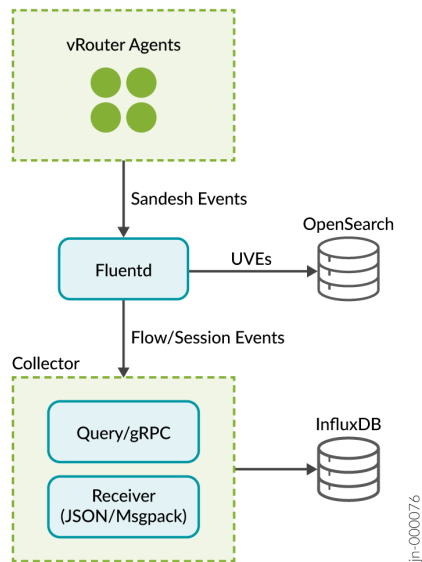 vRouter Agents
Sandesh Events
OpenSearch
Fluentd
UVEs
Flow/Session Events
Collector
Query/gRPC
InfluxDB
Receiver
(JSON/Msgpack)
jn-000076